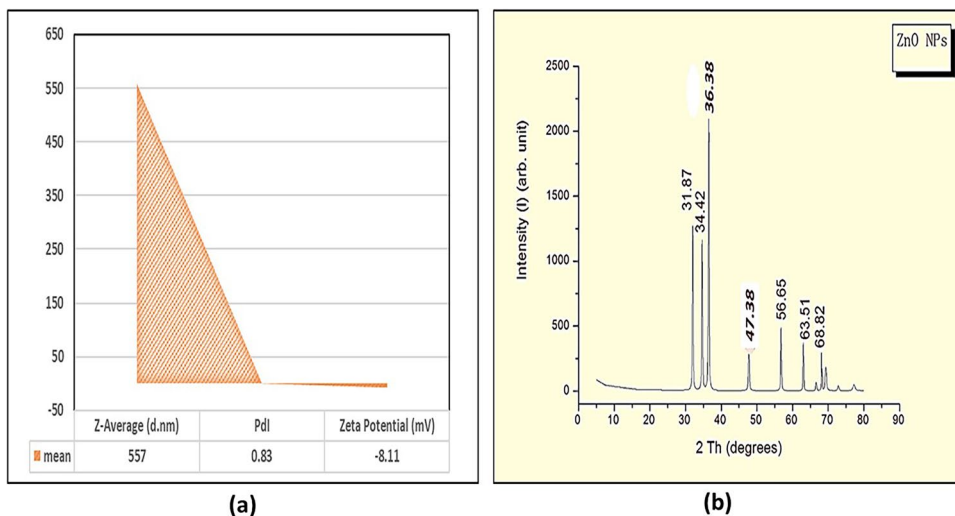 650
550
450
350
250
150
50
-50
Z-Average (d.nm) PdI Zeta Potential (mV)
mean 557 0.83 -8.11
(a)
ZnO NPs
Intensity (I) (arb. unit)
2500
2000
1500
1000
500
0
31.87
34.42
36.38
47.38
56.65
63.51
68.82
0 10 20 30 40 50 60 70 80 90
2 Th (degrees)
(b)